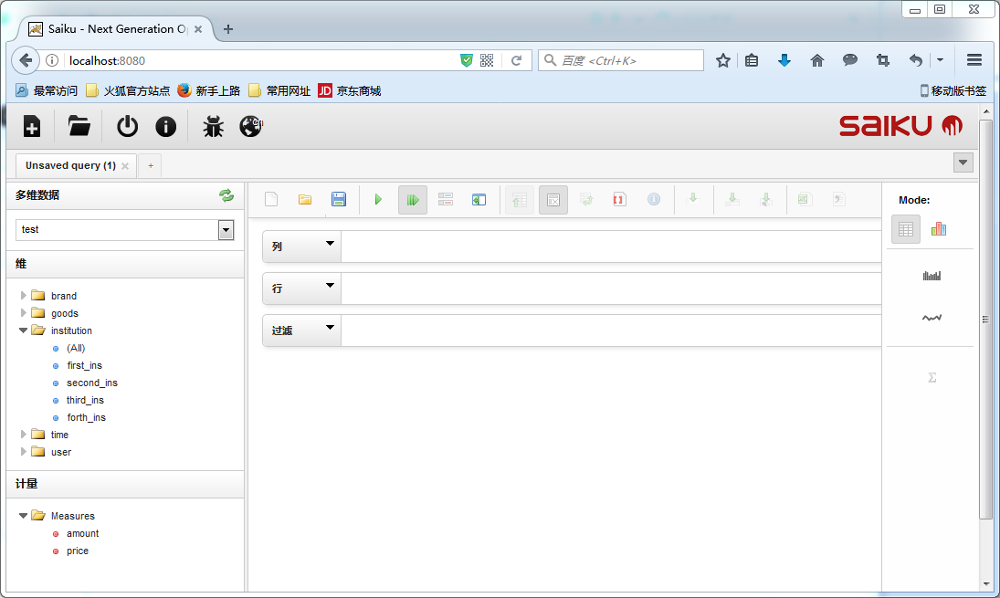 Saiku - Next Generation O
localhost:8080
百度 <Ctrl+K>
最常访问
火狐官方站点
新手上路
常用网址
JD 京东商城
移动版书签
cn
saiku
Unsaved query (1)
+
多维数据
test
维
brand
goods
institution
(All)
first_ins
second_ins
third_ins
forth_ins
time
user
计量
Measures
amount
price
列
行
过滤
Mode:
Σ